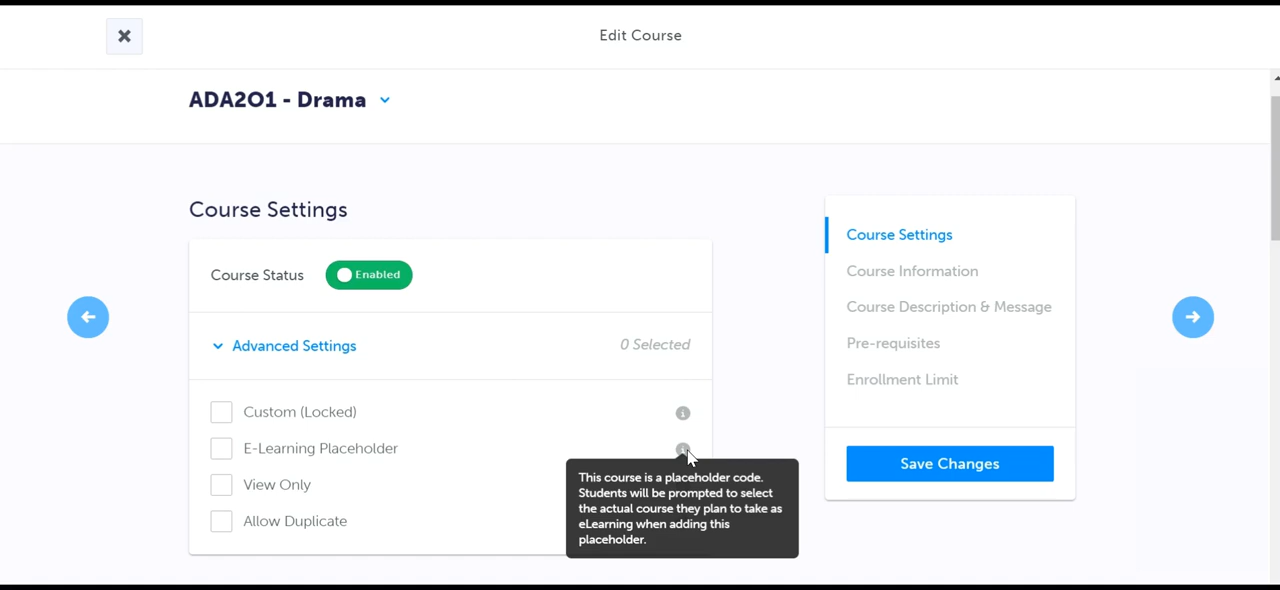 Edit Course
ADA2O1 - Drama
Course Settings
Course Status
Enabled
Advanced Settings
0 Selected
Custom (Locked)
E-Learning Placeholder
View Only
Allow Duplicate
This course is a placeholder code.
Students will be prompted to select
the actual course they plan to take as
eLearning when adding this
placeholder.
Course Settings
Course Information
Course Description & Message
Pre-requisites
Enrollment Limit
Save Changes